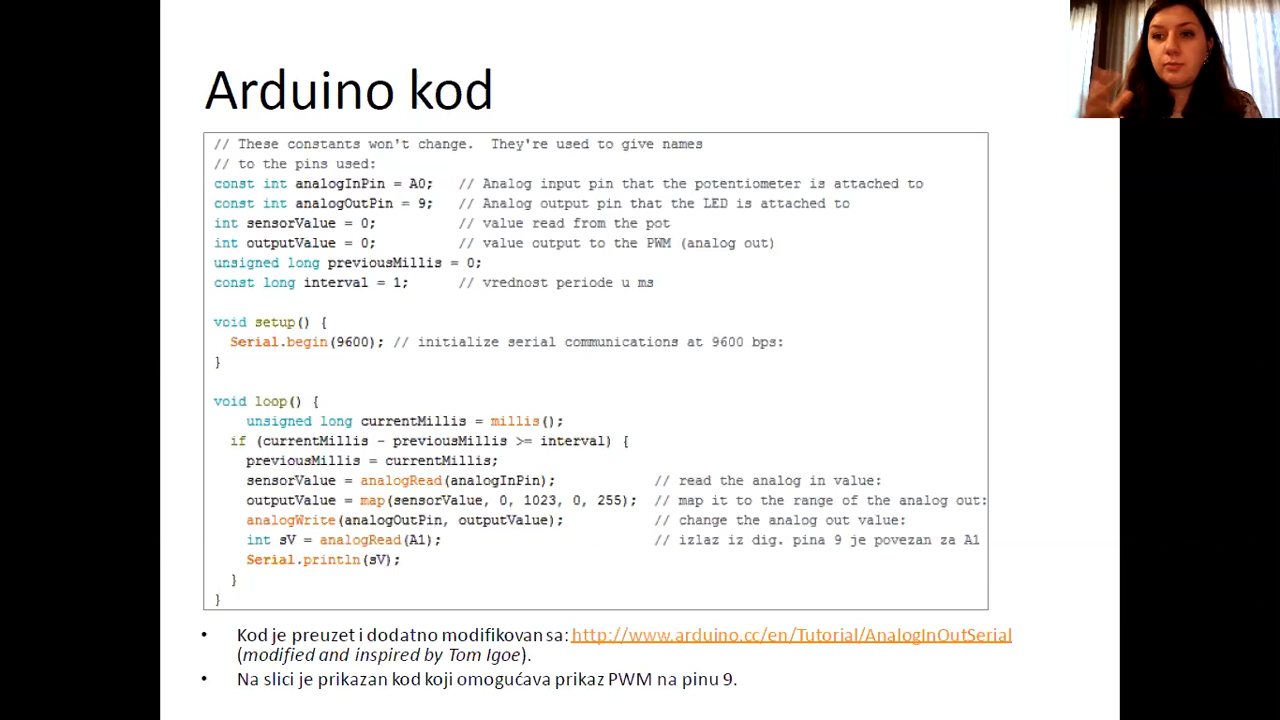 Arduino kod
// These constants won't change.  They're used to give names
// to the pins used:
const int analogInPin = A0;   // Analog input pin that the potentiometer is attached to
const int analogOutPin = 9;   // Analog output pin that the LED is attached to
int sensorValue = 0;          // value read from the pot
int outputValue = 0;          // value output to the PWM (analog out)
unsigned long previousMillis = 0;
const long interval = 1;      // vrednost periode u ms
void setup() {
  Serial.begin(9600); // initialize serial communications at 9600 bps:
}
void loop() {
    unsigned long currentMillis = millis();
  if (currentMillis - previousMillis >= interval) {
    previousMillis = currentMillis;
    sensorValue = analogRead(analogInPin);            // read the analog in value:
    outputValue = map(sensorValue, 0, 1023, 0, 255);  // map it to the range of the analog out:
    analogWrite(analogOutPin, outputValue);           // change the analog out value:
    int sV = analogRead(A1);                          // izlaz iz dig. pina 9 je povezan za A1
    Serial.println(sV);
  }
}
• Kod je preuzet i dodatno modifikovan sa: http://www.arduino.cc/en/Tutorial/AnalogInOutSerial
(modified and inspired by Tom Igoe).
• Na slici je prikazan kod koji omogućava prikaz PWM na pinu 9.